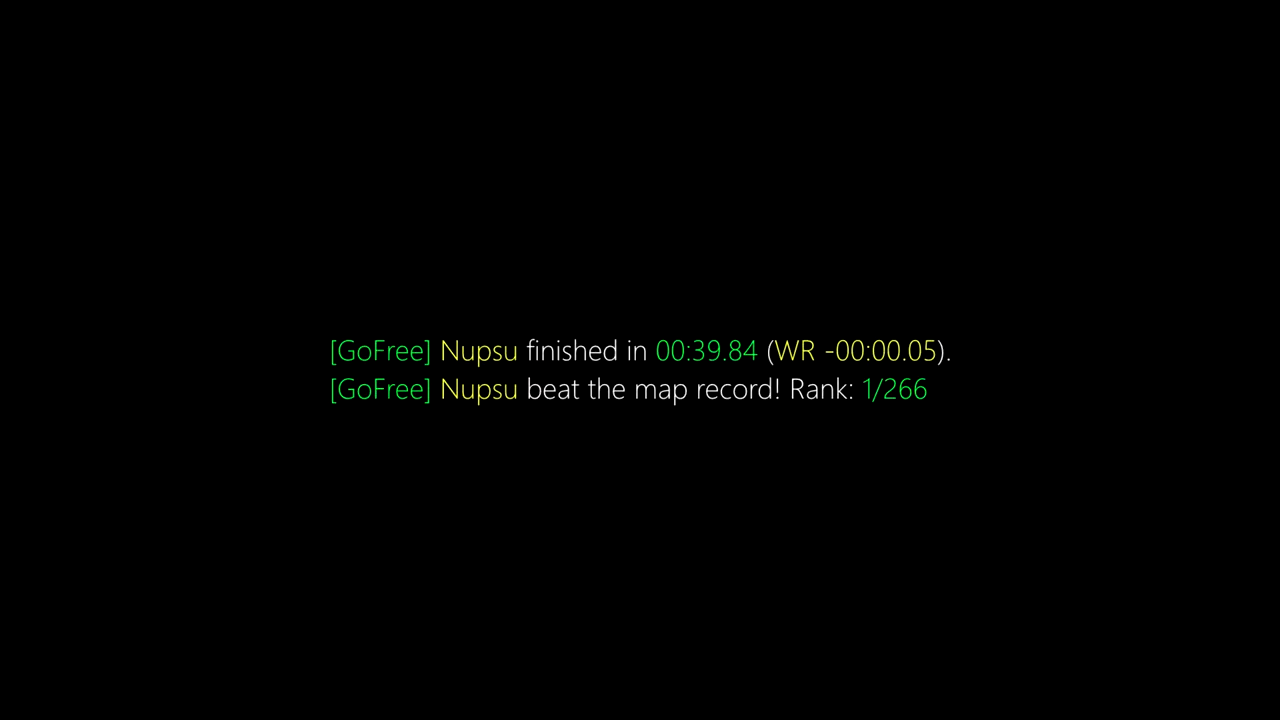 [GoFree] Nupsu finished in 00:39.84 (WR -00:00.05).
[GoFree] Nupsu beat the map record! Rank: 1/266